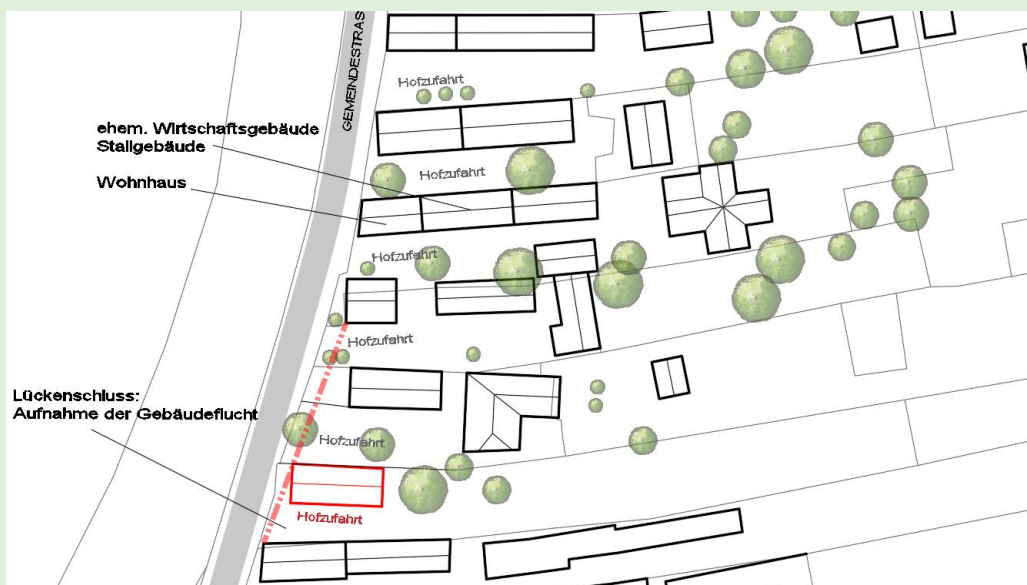 GEMEINDESTRAS
Hofzufahrt
ehem. Wirtschaftsgebäude
Stallgebäude
Hofzufahrt
Wohnhaus
Hofzufahrt
Hofzufahrt
Lückenschluss:
Aufnahme der Gebäudeflucht
Hofzufahrt
Hofzufahrt